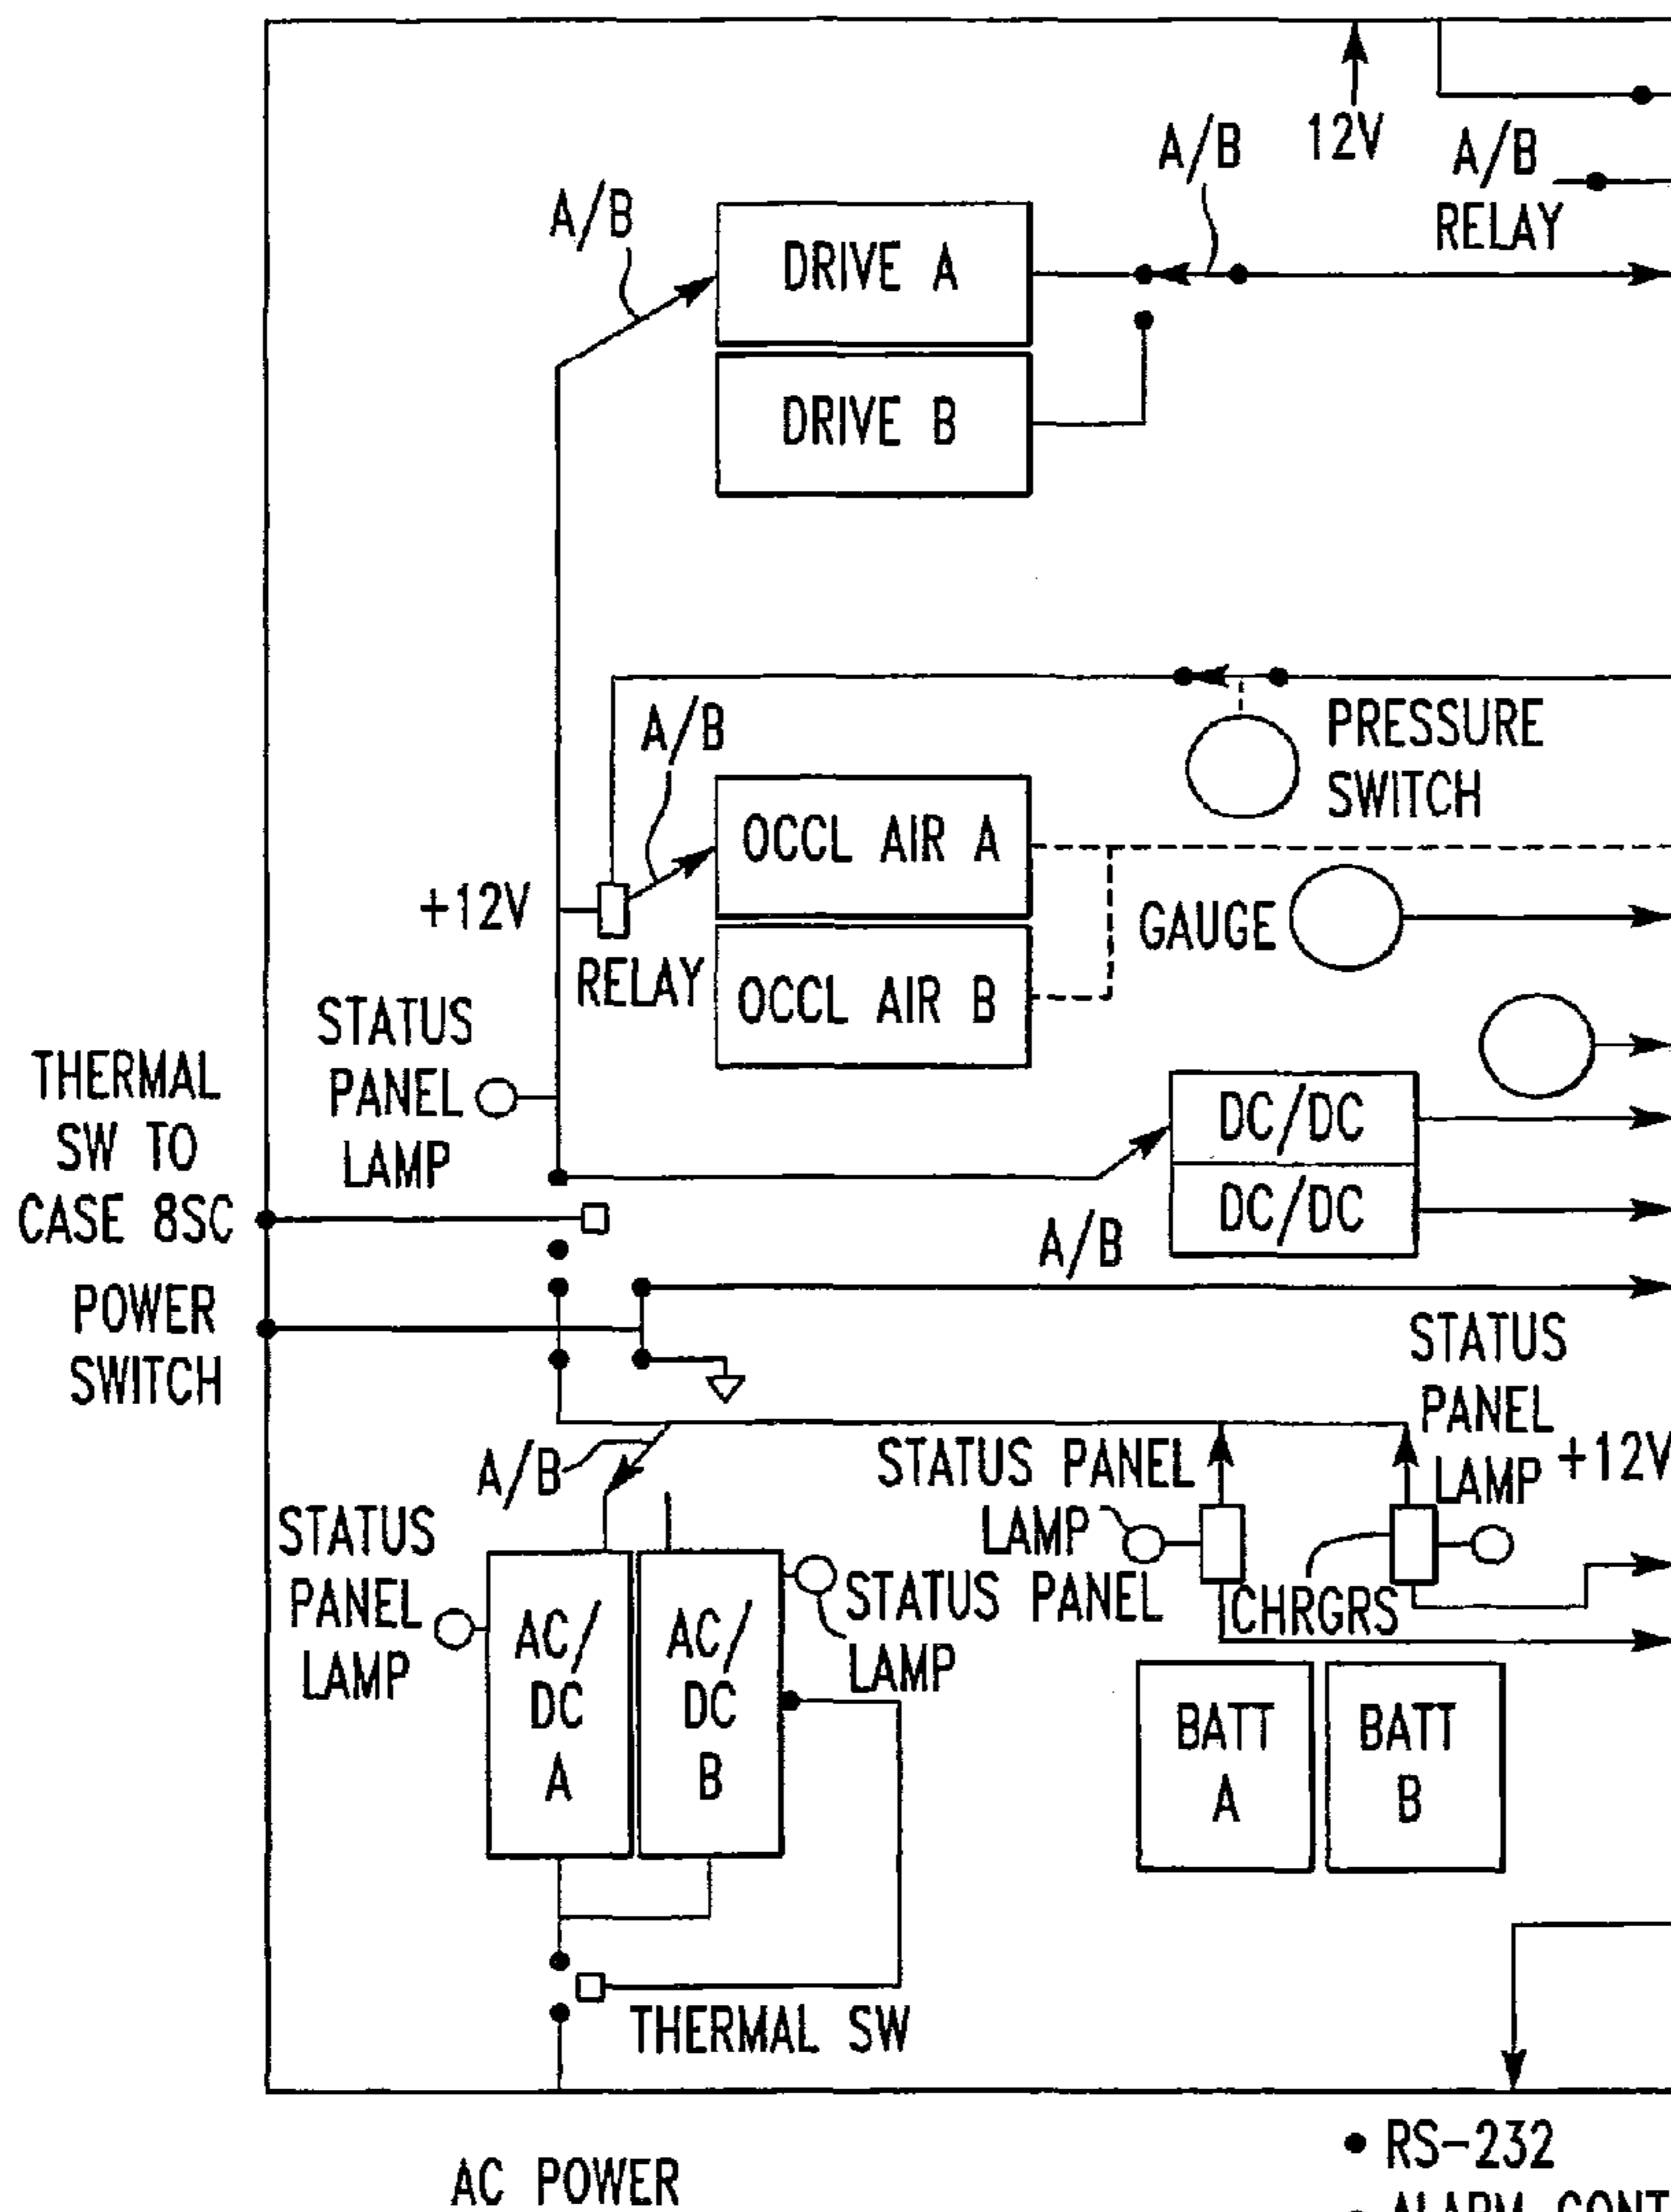 12V
A/B
A/B
RELAY
A/B
DRIVE A
DRIVE B
A/B
PRESSURE
SWITCH
OCCL AIR A
+12V
GAUGE
RELAY
OCCL AIR B
STATUS
PANEL
LAMP
THERMAL
SW TO
CASE 8SC
DC/DC
DC/DC
A/B
POWER
SWITCH
STATUS
PANEL
LAMP
+12V
A/B
STATUS PANEL
LAMP
STATUS
PANEL
LAMP
STATUS PANEL
LAMP
CHRGRS
AC/
DC
A
AC/
DC
B
BATT
A
BATT
B
THERMAL SW
AC POWER
• RS-232
• ALARM CONT